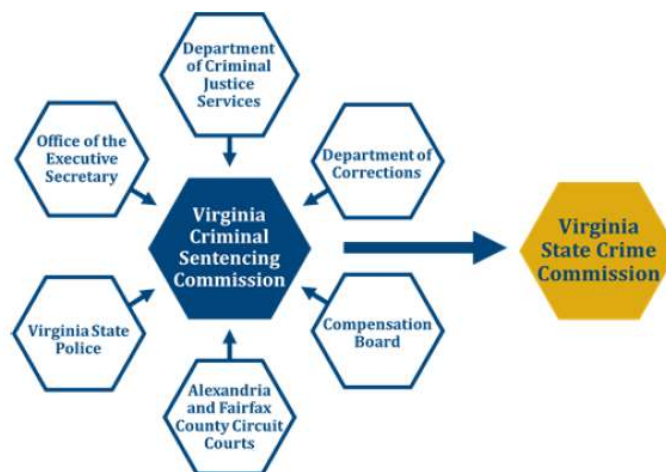 Department
of Criminal
Justice
Services
Office of the
Executive
Secretary
Department of
Corrections
Virginia
Criminal
Sentencing
Commission
Virginia
State Crime
Commission
Virginia State
Police
Compensation
Board
Alexandria
and Fairfax
County Circuit
Courts